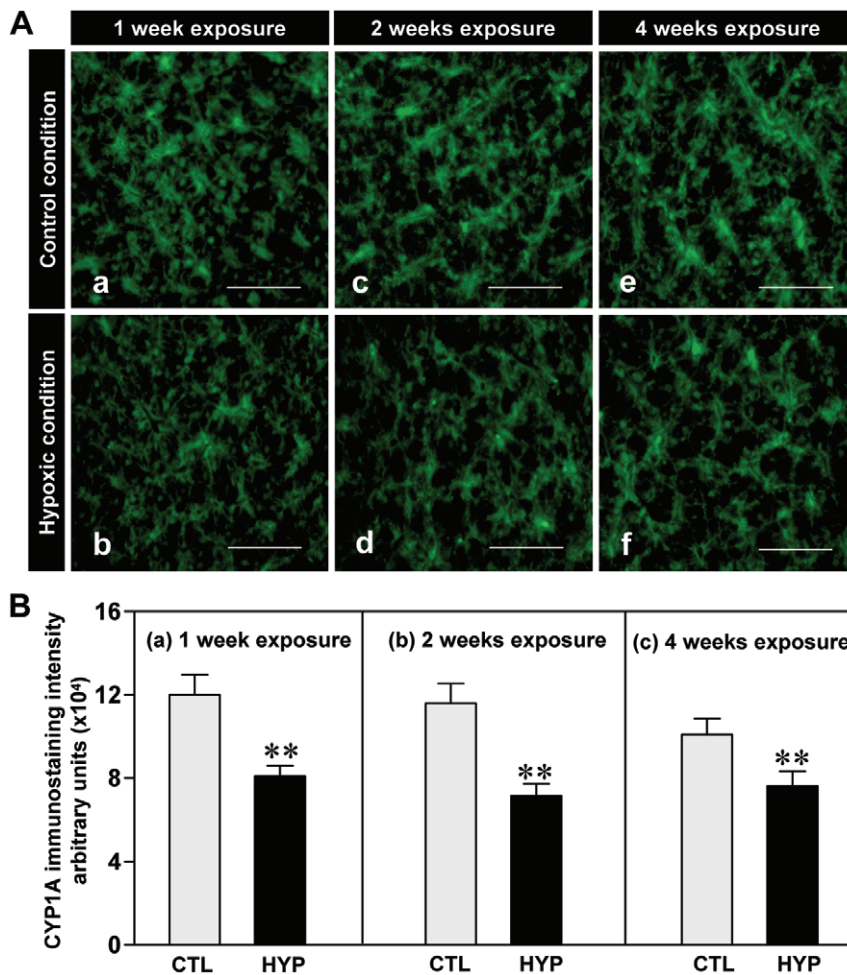 A
1 week exposure
2 weeks exposure
4 weeks exposure
Control condition
a
c
e
Hypoxic condition
b
d
f
B
CYP1A immunostaining intensity
arbitrary units (x10⁴)
16
12
8
4
0
(a) 1 week exposure
(b) 2 weeks exposure
(c) 4 weeks exposure
**
**
**
CTL
HYP
CTL
HYP
CTL
HYP